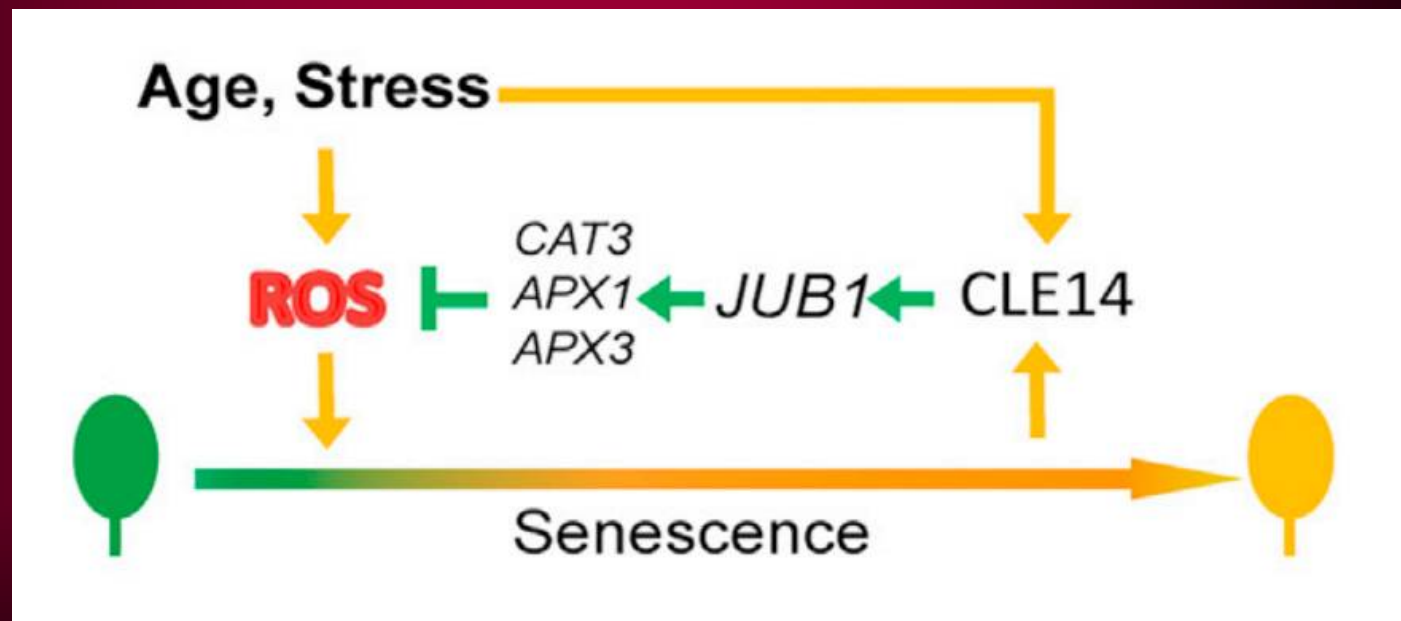 Age, Stress
CAT3
ROS APX1 JUB1 CLE14
APX3
Senescence